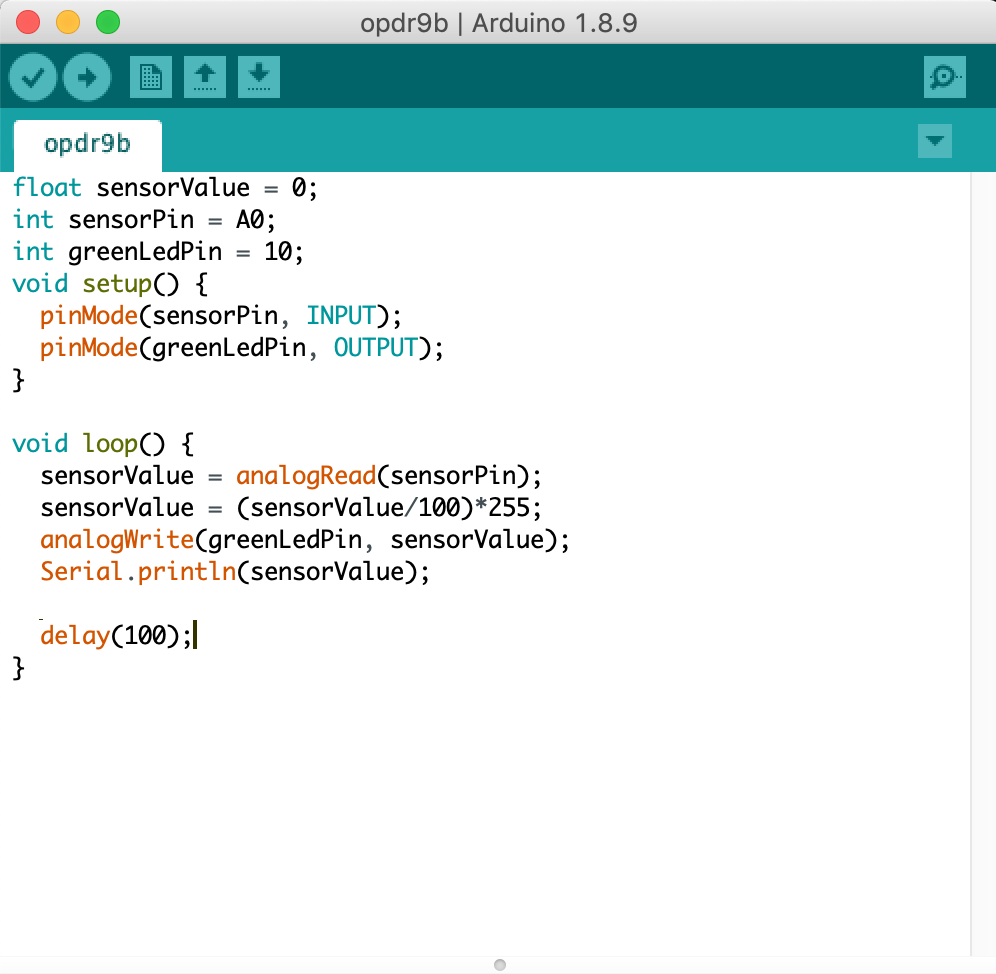 opdr9b | Arduino 1.8.9
opdr9b
float sensorValue = 0;
int sensorPin = A0;
int greenLedPin = 10;
void setup() {
  pinMode(sensorPin, INPUT);
  pinMode(greenLedPin, OUTPUT);
}

void loop() {
  sensorValue = analogRead(sensorPin);
  sensorValue = (sensorValue/100)*255;
  analogWrite(greenLedPin, sensorValue);
  Serial.println(sensorValue);

  delay(100);
}